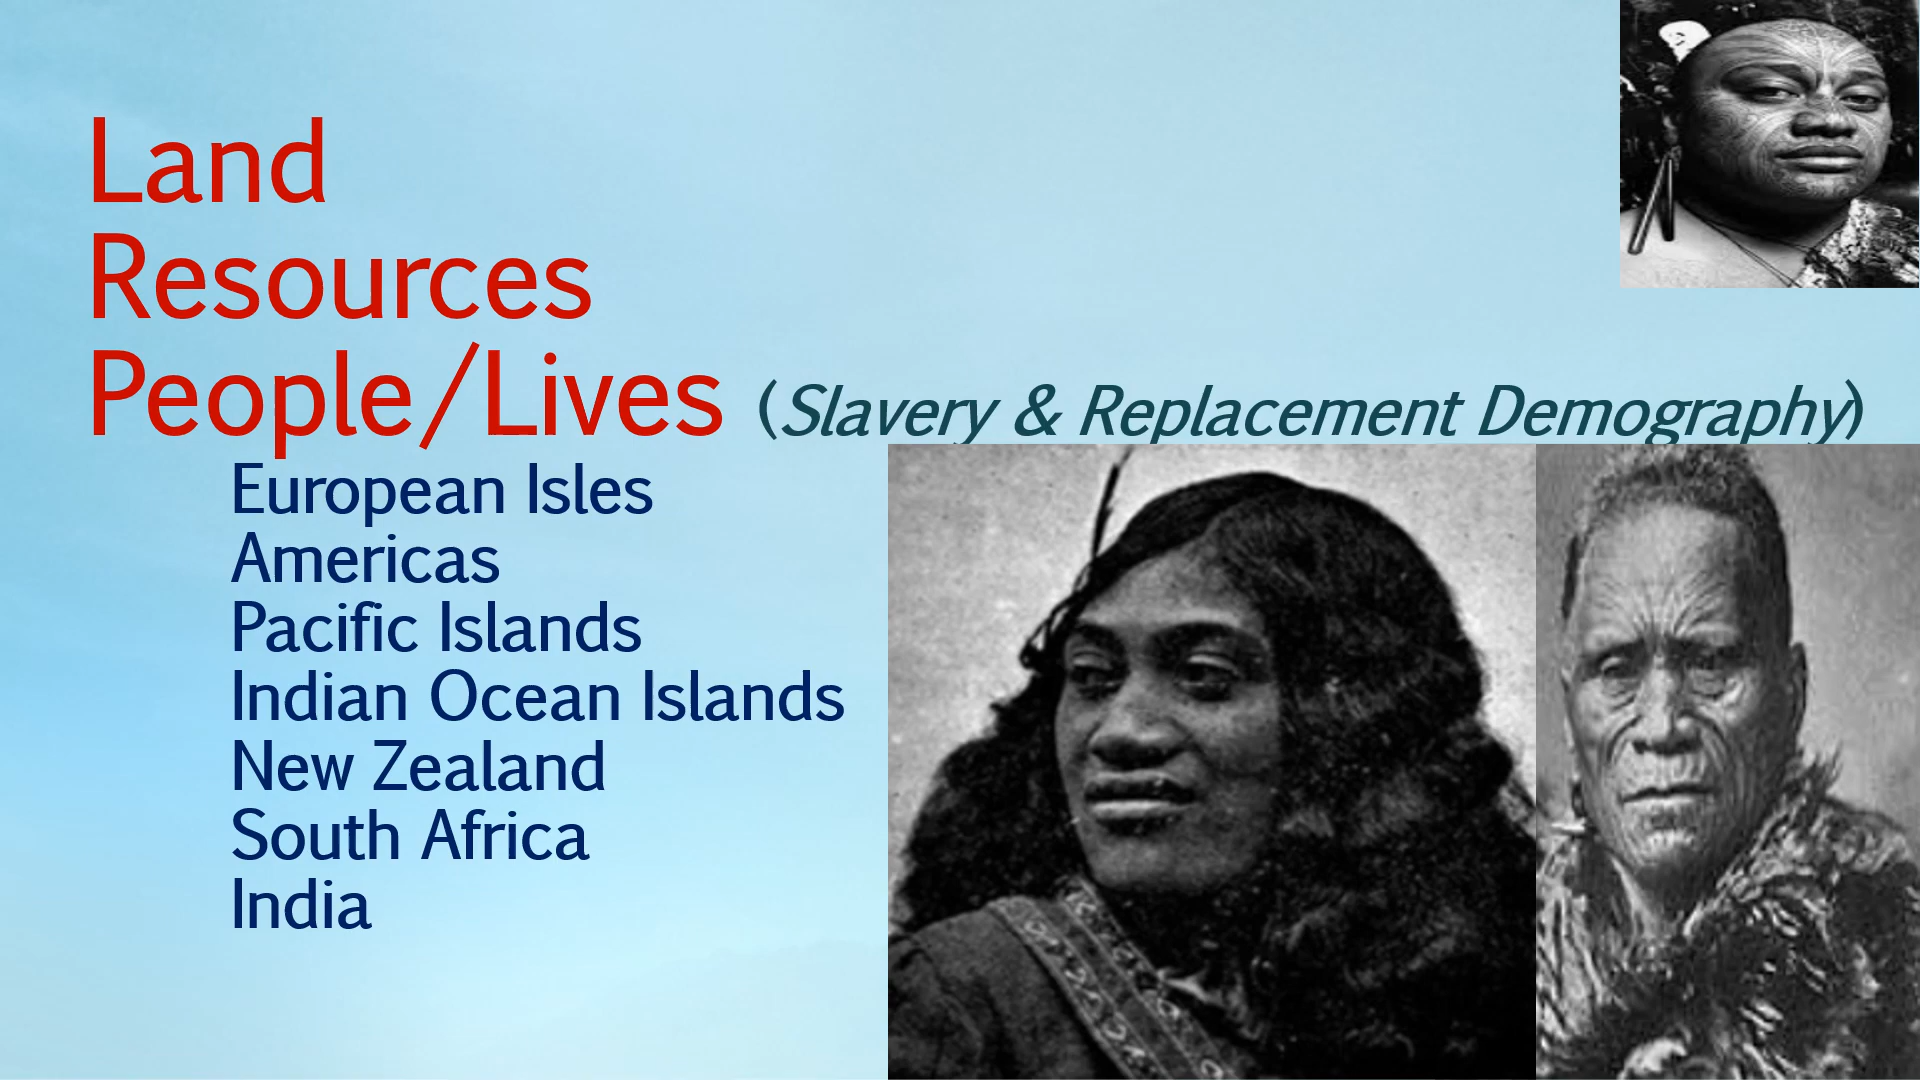 Land
Resources
People/Lives (Slavery & Replacement Demography)
European Isles
Americas
Pacific Islands
Indian Ocean Islands
New Zealand
South Africa
India